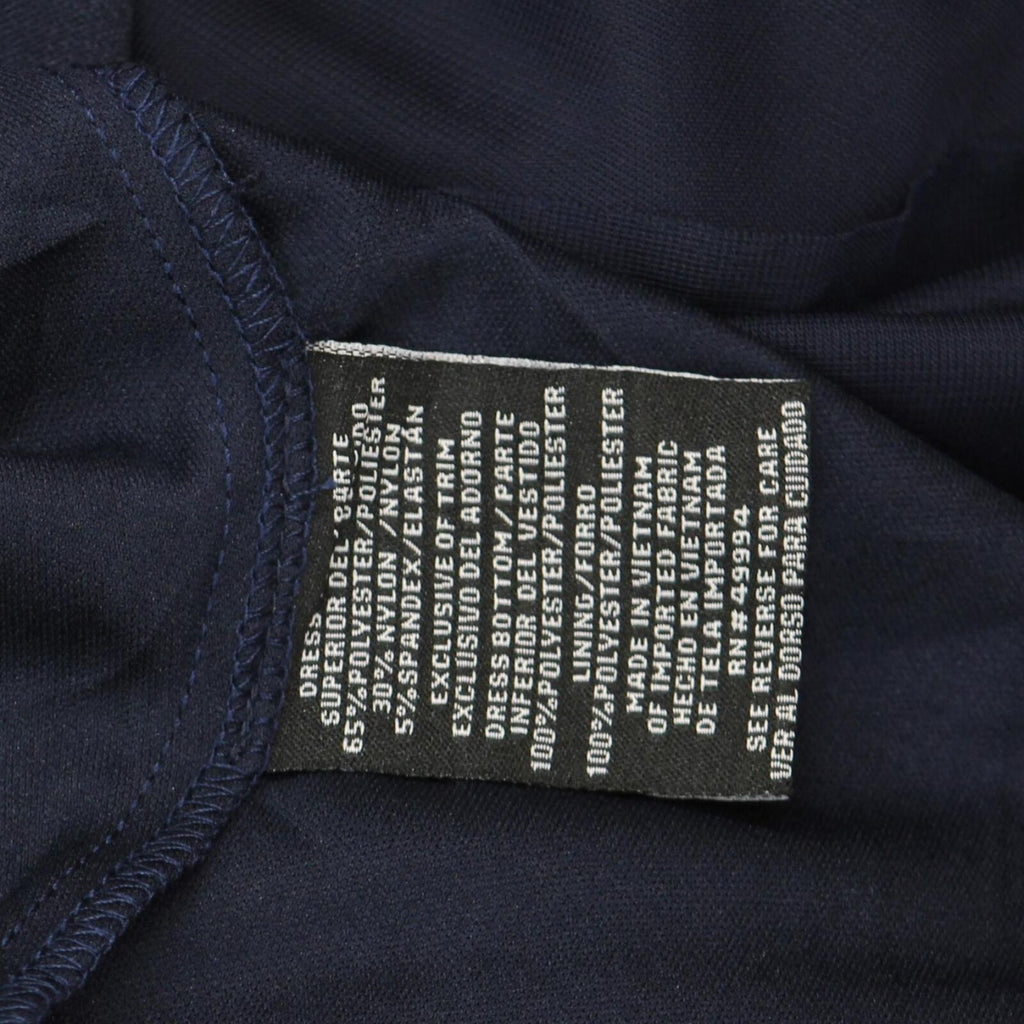 DRESS
SUPERIOR DEL
65%POLYESTER/POLIESTER
30%NYLON/NYLON
5%SPANDEX/ELASTÁN
EXCLUSIVE OF TRIM
EXCLUSIVO DEL ADORNO
DRESS BOTTOM/PARTE
INFERIOR DEL VESTIDO
100%POLYESTER/POLIESTER
LINING/FORRO
100%POLYESTER/POLIESTER
MADE IN VIETNAM
OF IMPORTED FABRIC
HECHO EN VIETNAM
DE TELA IMPORTADA
RN#49994
SEE REVERSE FOR CARE
VER AL DORSO PARA CUIDADO